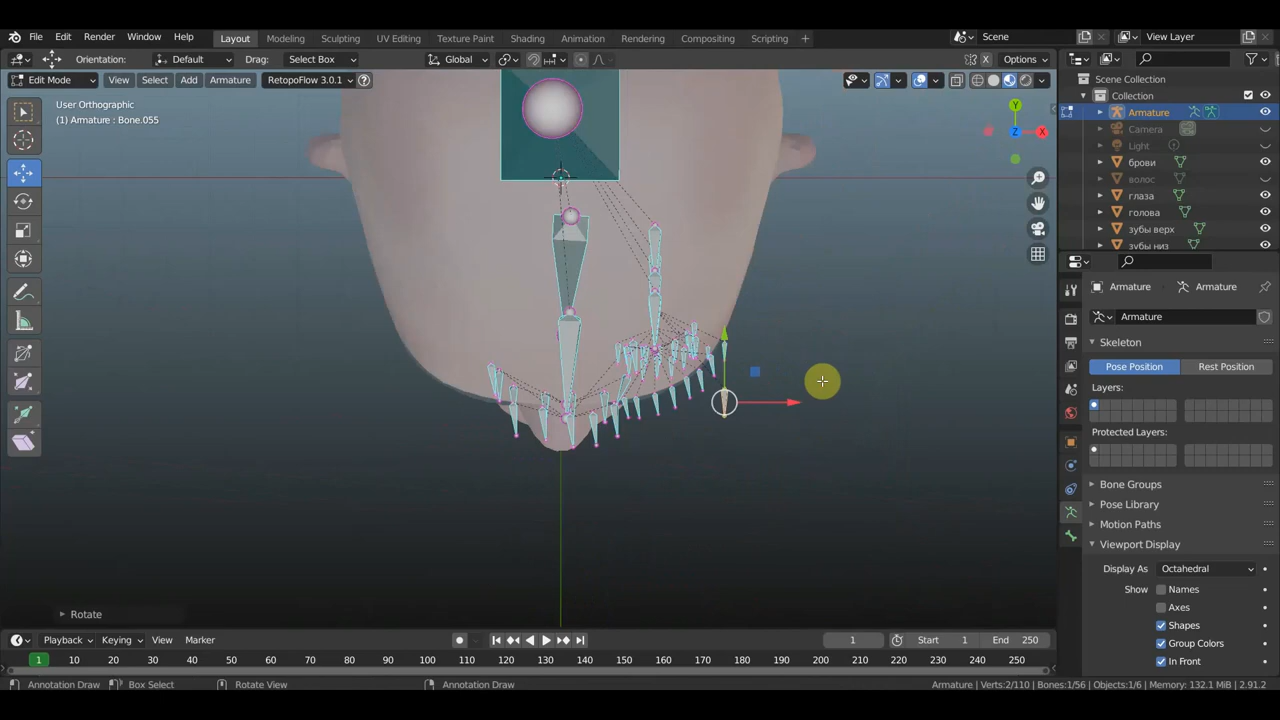 File Edit Render Window Help Layout Modeling Sculpting UV Editing Texture Paint Shading Animation Rendering Compositing Scripting + Scene View Layer
Orientation: Default Drag: Select Box Global X Options
Edit Mode View Select Add Armature RetopoFlow 3.0.1 ?
User Orthographic
(1) Armature : Bone.055
Y
Z X
Scene Collection
Collection
Armature
Camera
Light
брови
волос
глаза
голова
зубы верх
зубы низ
Armature Armature
Armature
Skeleton
Pose Position Rest Position
Layers:
Protected Layers:
Bone Groups
Pose Library
Motion Paths
Viewport Display
Display As Octahedral
Show Names
Axes
Shapes
Group Colors
In Front
Rotate
Playback Keying View Marker 1 Start 1 End 250
1 10 20 30 40 50 60 70 80 90 100 110 120 130 140 150 160 170 180 190 200 210 220 230 240 250
Annotation Draw Box Select Rotate View Annotation Draw Armature | Verts:2/110 | Bones:1/56 | Objects:1/6 | Memory: 132.1 MiB | 2.91.2